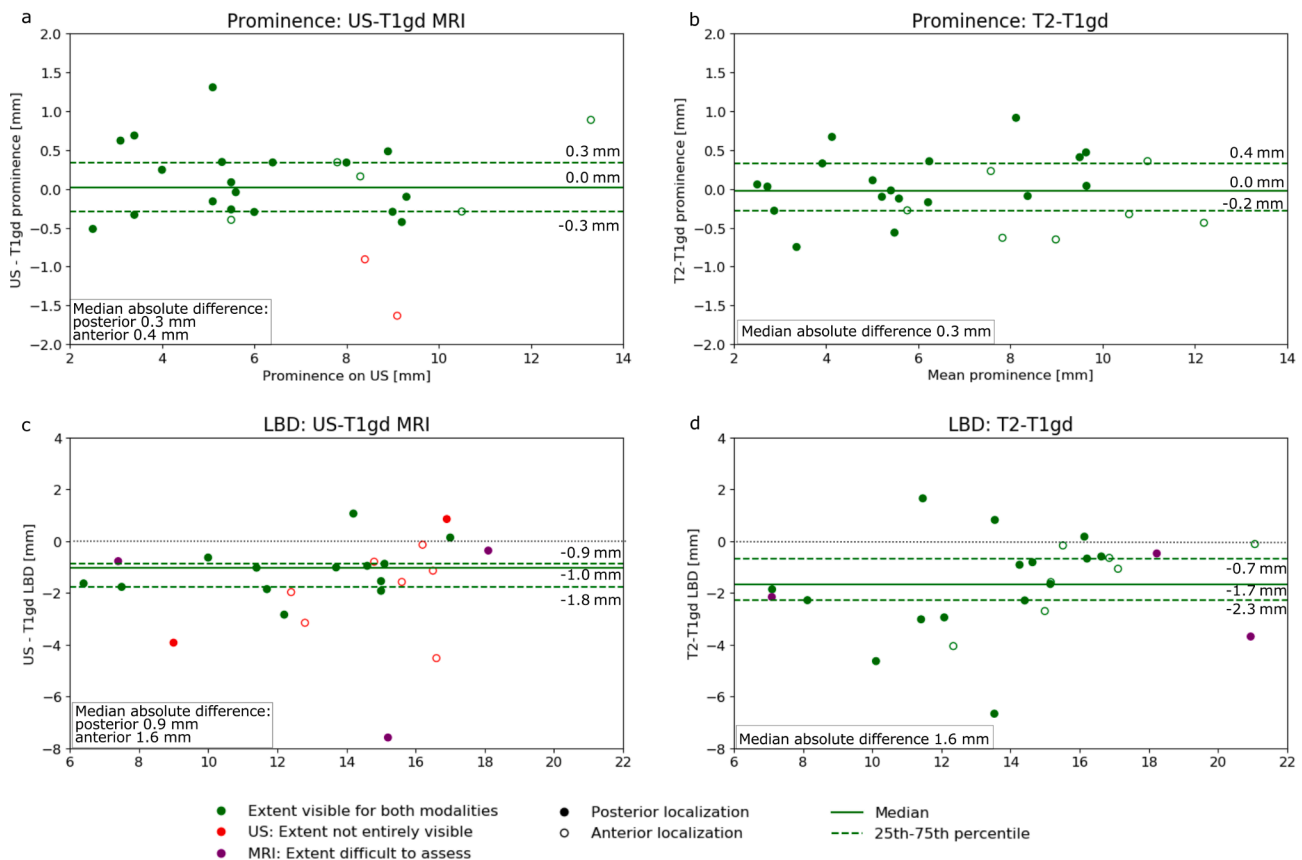 a
Prominence: US-T1gd MRI
2.0
1.5
1.0
0.5
0.0
−0.5
−1.0
−1.5
−2.0
US - T1gd prominence [mm]
0.3 mm
0.0 mm
-0.3 mm
Median absolute difference:
posterior 0.3 mm
anterior 0.4 mm
2 4 6 8 10 12 14
Prominence on US [mm]
b
Prominence: T2-T1gd
2.0
1.5
1.0
0.5
0.0
−0.5
−1.0
−1.5
−2.0
T2-T1gd prominence [mm]
0.4 mm
0.0 mm
-0.2 mm
Median absolute difference 0.3 mm
2 4 6 8 10 12 14
Mean prominence [mm]
c
LBD: US-T1gd MRI
4
2
0
−2
−4
−6
−8
US - T1gd LBD [mm]
-0.9 mm
-1.0 mm
-1.8 mm
Median absolute difference:
posterior 0.9 mm
anterior 1.6 mm
6 8 10 12 14 16 18 20 22
d
LBD: T2-T1gd
4
2
0
−2
−4
−6
−8
T2-T1gd LBD [mm]
-0.7 mm
-1.7 mm
-2.3 mm
Median absolute difference 1.6 mm
6 8 10 12 14 16 18 20 22
Extent visible for both modalities
US: Extent not entirely visible
MRI: Extent difficult to assess
Posterior localization
Anterior localization
Median
25th-75th percentile